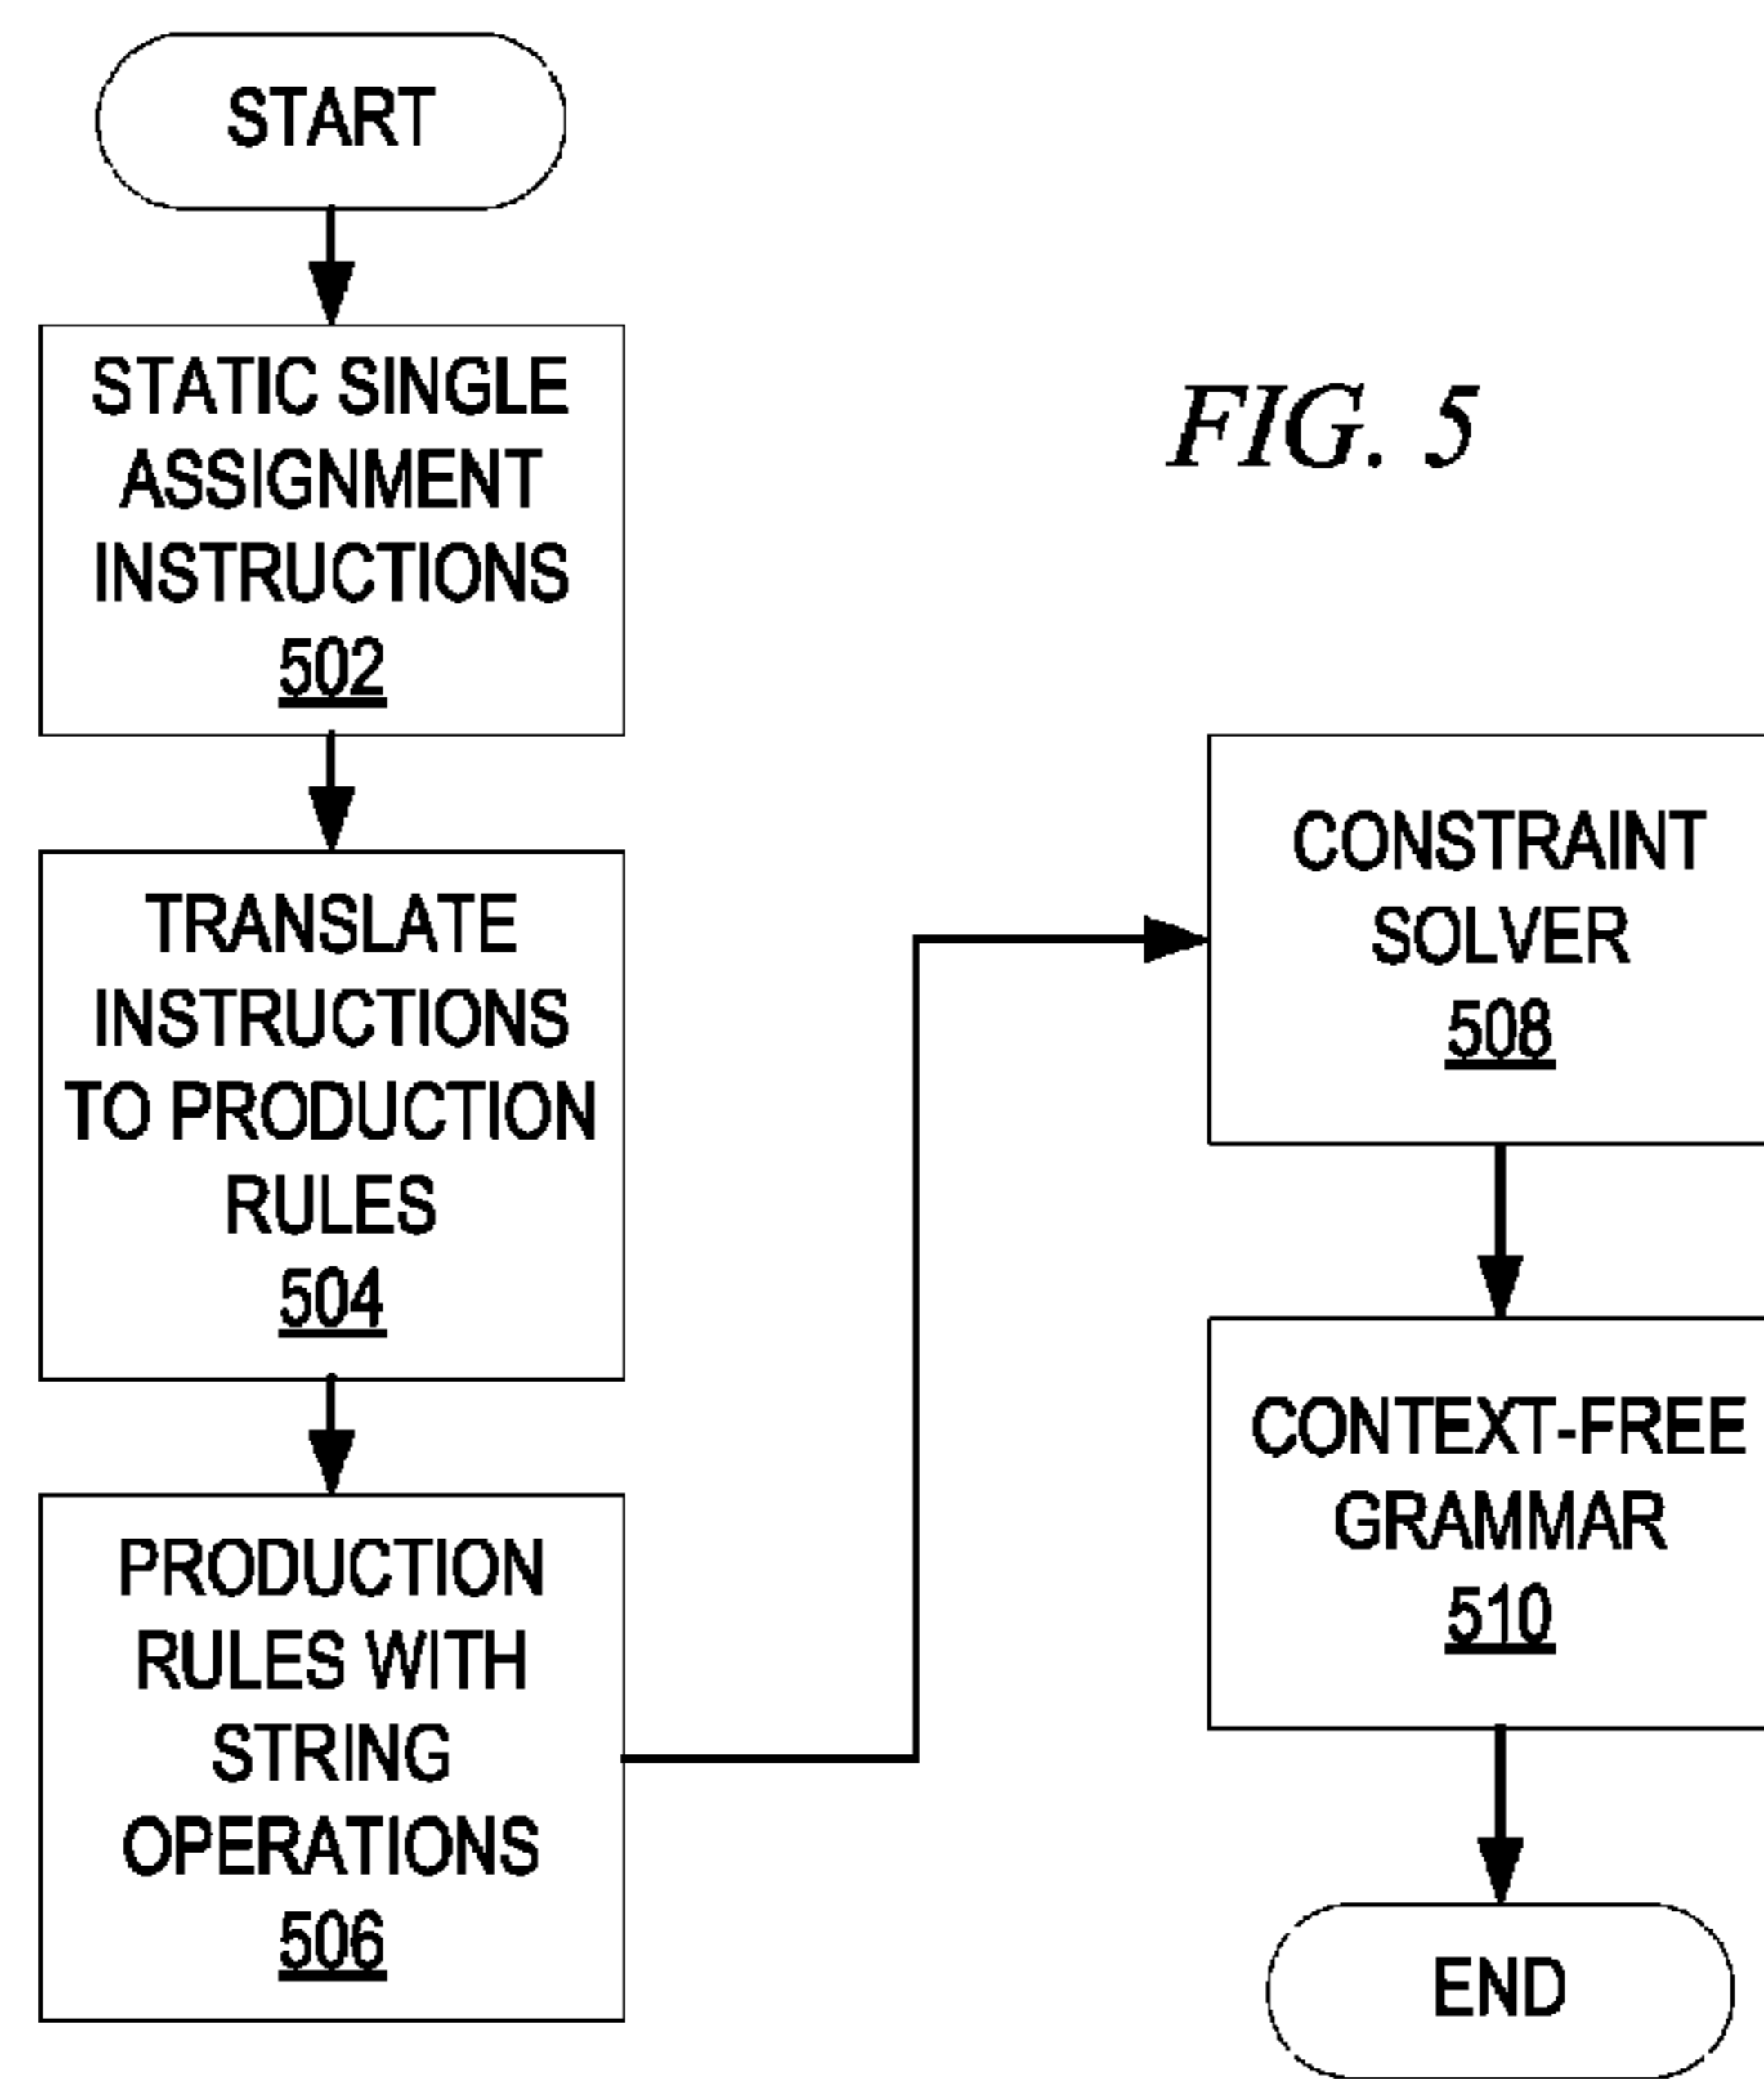 START
STATIC SINGLE
ASSIGNMENT
INSTRUCTIONS
502
TRANSLATE
INSTRUCTIONS
TO PRODUCTION
RULES
504
PRODUCTION
RULES WITH
STRING
OPERATIONS
506
FIG. 5
CONSTRAINT
SOLVER
508
CONTEXT-FREE
GRAMMAR
510
END